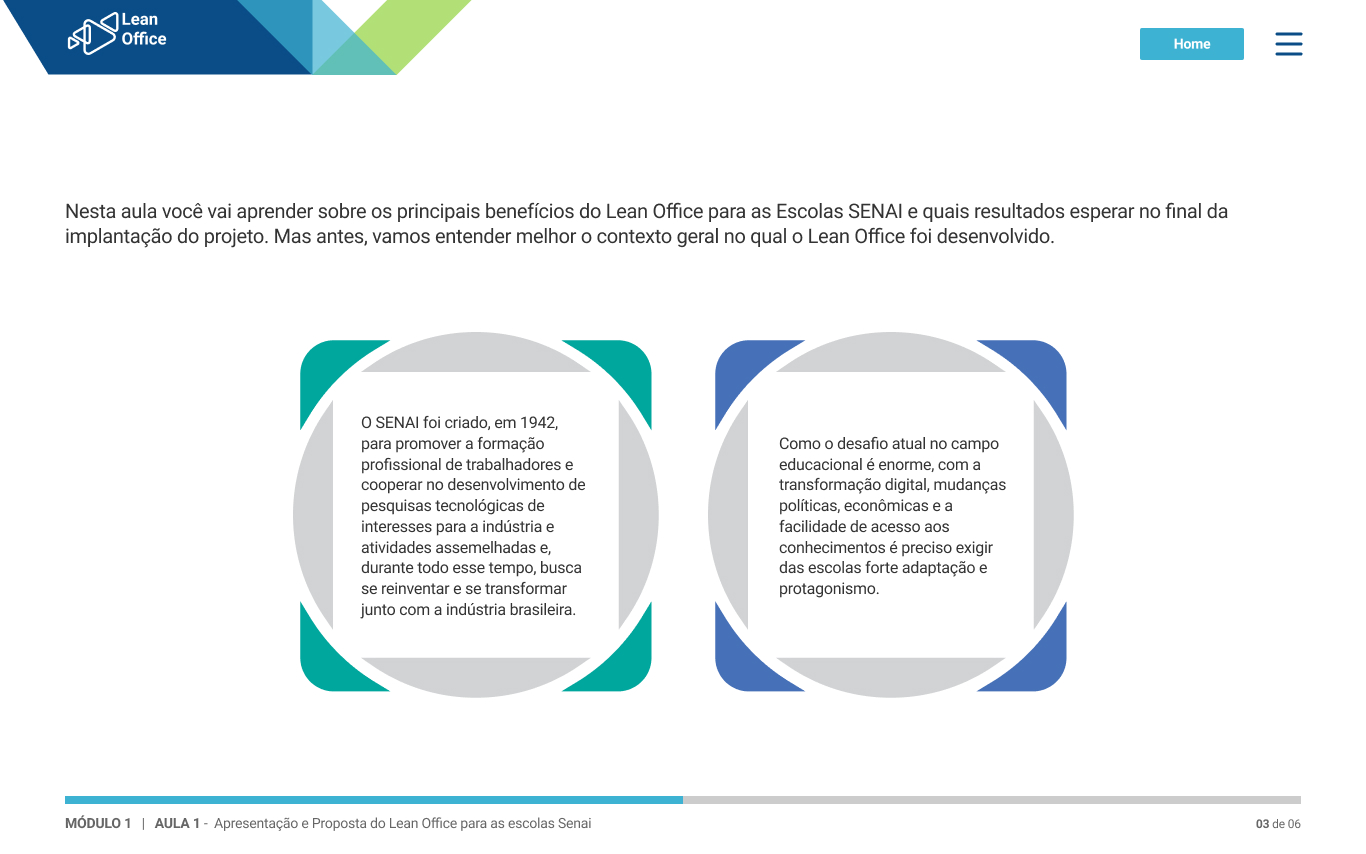 Lean
Office
Home
Nesta aula você vai aprender sobre os principais benefícios do Lean Office para as Escolas SENAI e quais resultados esperar no final da
implantação do projeto. Mas antes, vamos entender melhor o contexto geral no qual o Lean Office foi desenvolvido.
O SENAI foi criado, em 1942,
para promover a formação
profissional de trabalhadores e
cooperar no desenvolvimento de
pesquisas tecnológicas de
interesses para a indústria e
atividades assemelhadas e,
durante todo esse tempo, busca
se reinventar e se transformar
junto com a indústria brasileira.
Como o desafio atual no campo
educacional é enorme, com a
transformação digital, mudanças
políticas, econômicas e a
facilidade de acesso aos
conhecimentos é preciso exigir
das escolas forte adaptação e
protagonismo.
MÓDULO 1 | AULA 1 - Apresentação e Proposta do Lean Office para as escolas Senai
03 de 06